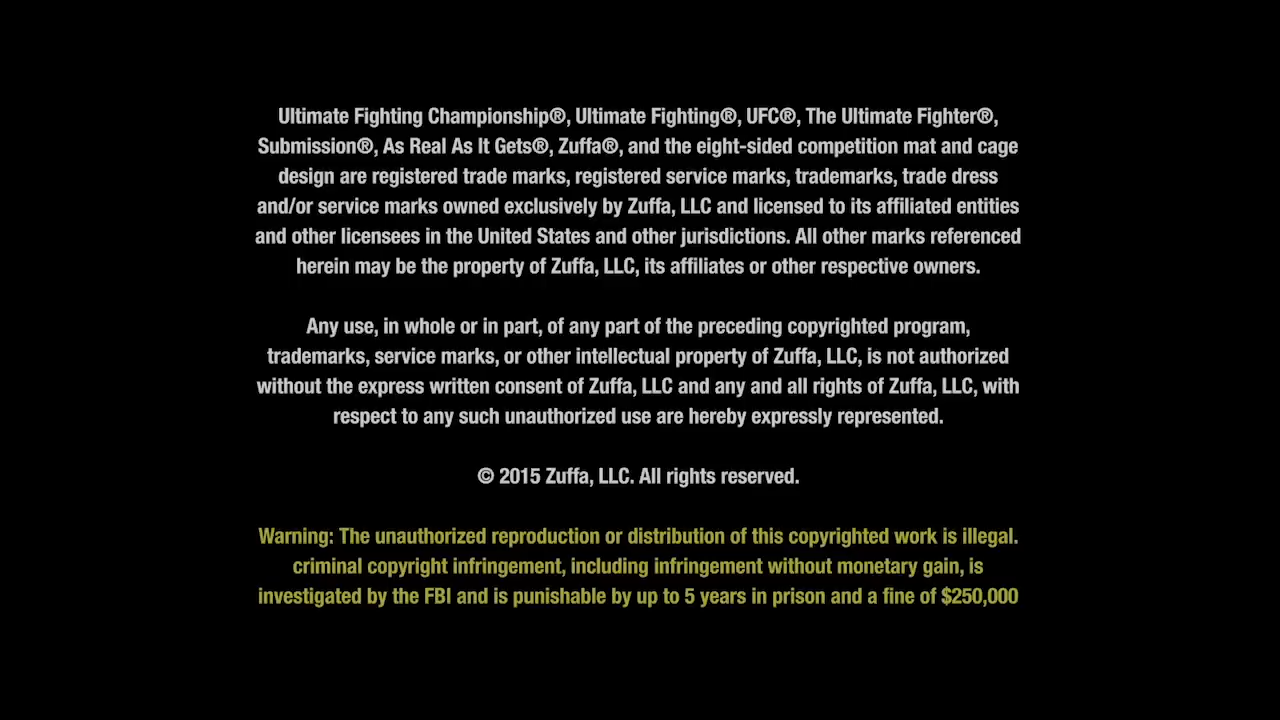 Ultimate Fighting Championship®, Ultimate Fighting®, UFC®, The Ultimate Fighter®,
Submission®, As Real As It Gets®, Zuffa®, and the eight-sided competition mat and cage
design are registered trade marks, registered service marks, trademarks, trade dress
and/or service marks owned exclusively by Zuffa, LLC and licensed to its affiliated entities
and other licensees in the United States and other jurisdictions. All other marks referenced
herein may be the property of Zuffa, LLC, its affiliates or other respective owners.
Any use, in whole or in part, of any part of the preceding copyrighted program,
trademarks, service marks, or other intellectual property of Zuffa, LLC, is not authorized
without the express written consent of Zuffa, LLC and any and all rights of Zuffa, LLC, with
respect to any such unauthorized use are hereby expressly represented.
© 2015 Zuffa, LLC. All rights reserved.
Warning: The unauthorized reproduction or distribution of this copyrighted work is illegal.
criminal copyright infringement, including infringement without monetary gain, is
investigated by the FBI and is punishable by up to 5 years in prison and a fine of $250,000